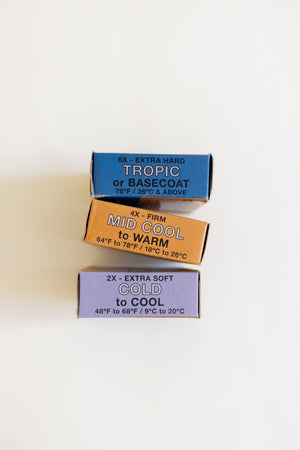 6X - EXTRA HARD
TROPIC
or BASECOAT
78°F / 26°C & ABOVE
4X - FIRM
MID COOL
to WARM
64°F to 78°F / 18°C to 26°C
2X - EXTRA SOFT
COLD
to COOL
48°F to 68°F / 9°C to 20°C